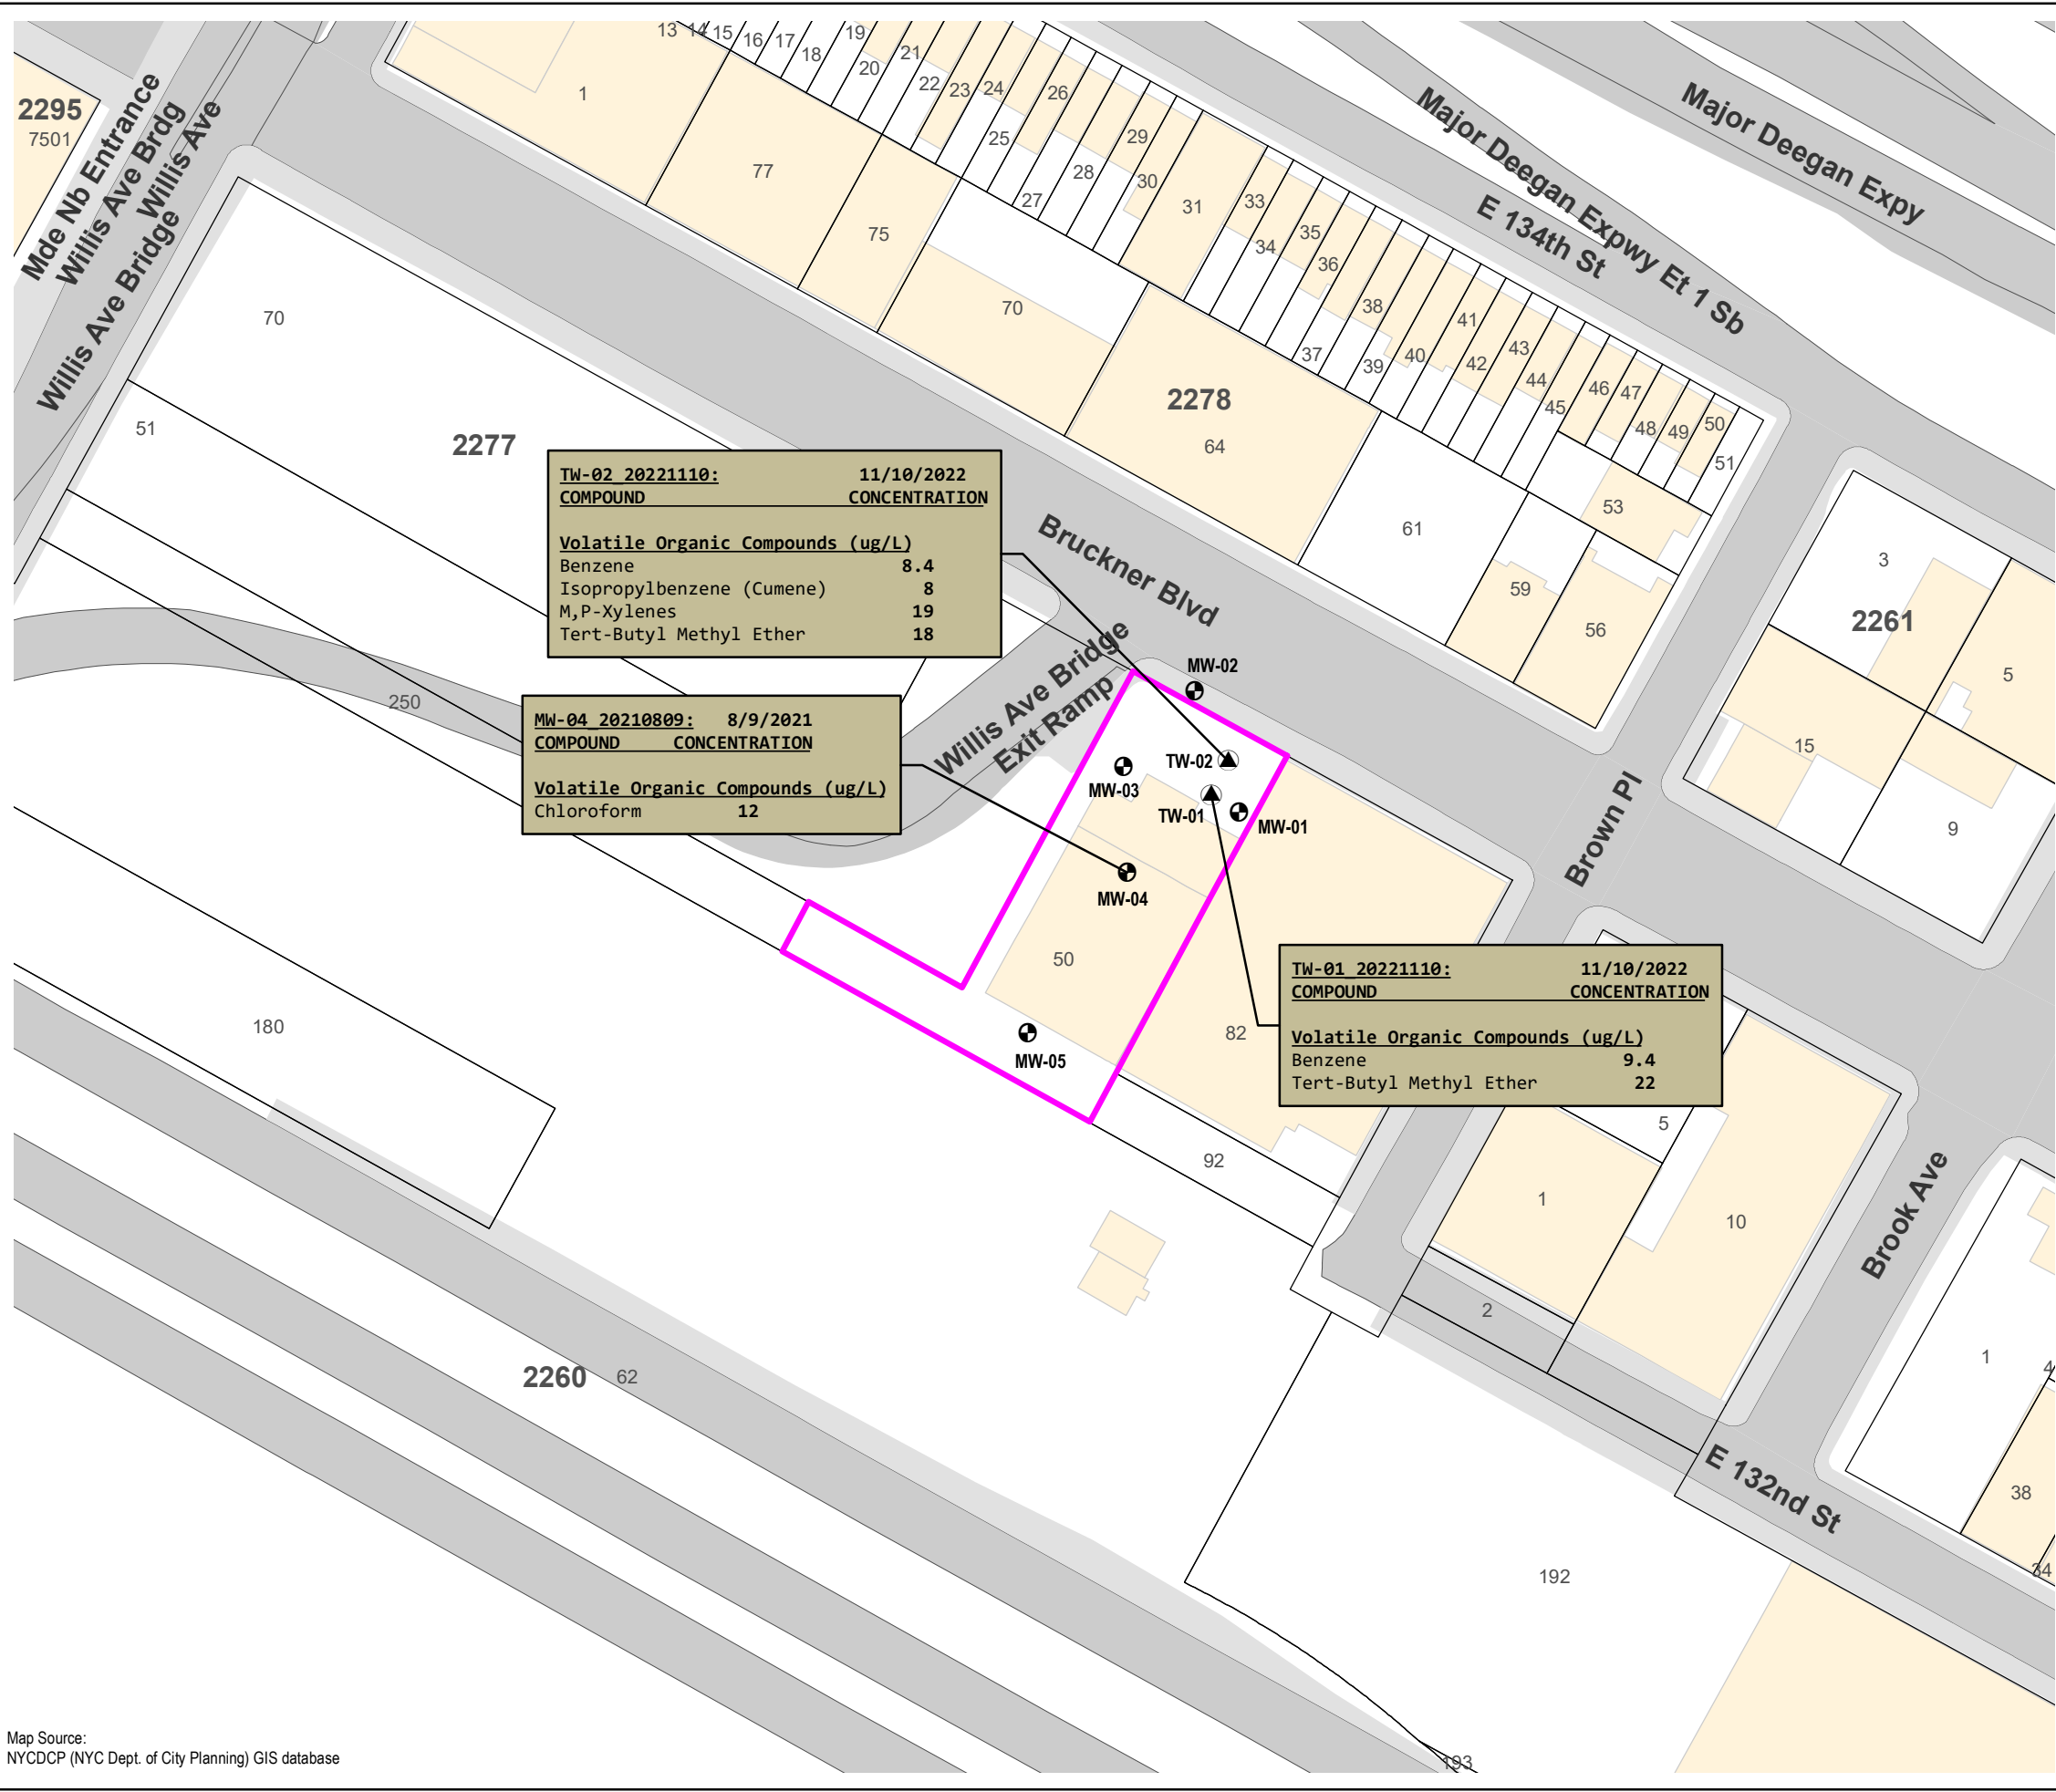 13 14 15 16 17 18 19 20 21 22 23 24 25 26 27 28 29 30 31 33 34 35 36 37 38 39 40 41 42 43 44 45 46 47 48 49 50 51
2295
7501
Mde Nb Entrance
Willis Ave Brdg
Willis Ave
Willis Ave Bridge
Major Deegan Expy
Major Deegan Expwy Et 1 Sb
E 134th St
1
77
75
70
2278
64
61
59
56
53
70
51
2277
250
TW-02_20221110: 11/10/2022
COMPOUND CONCENTRATION
Volatile Organic Compounds (ug/L)
Benzene 8.4
Isopropylbenzene (Cumene) 8
M,P-Xylenes 19
Tert-Butyl Methyl Ether 18
MW-04_20210809: 8/9/2021
COMPOUND CONCENTRATION
Volatile Organic Compounds (ug/L)
Chloroform 12
Bruckner Blvd
Willis Ave Bridge
Exit Ramp
MW-02
TW-02
MW-03
TW-01
MW-01
MW-04
50
MW-05
82
92
TW-01_20221110: 11/10/2022
COMPOUND CONCENTRATION
Volatile Organic Compounds (ug/L)
Benzene 9.4
Tert-Butyl Methyl Ether 22
3
2261
5
15
9
Brown Pl
5
1
10
2
Brook Ave
1
4
38
34
E 132nd St
180
2260 62
192
193
Map Source:
NYCDCP (NYC Dept. of City Planning) GIS database